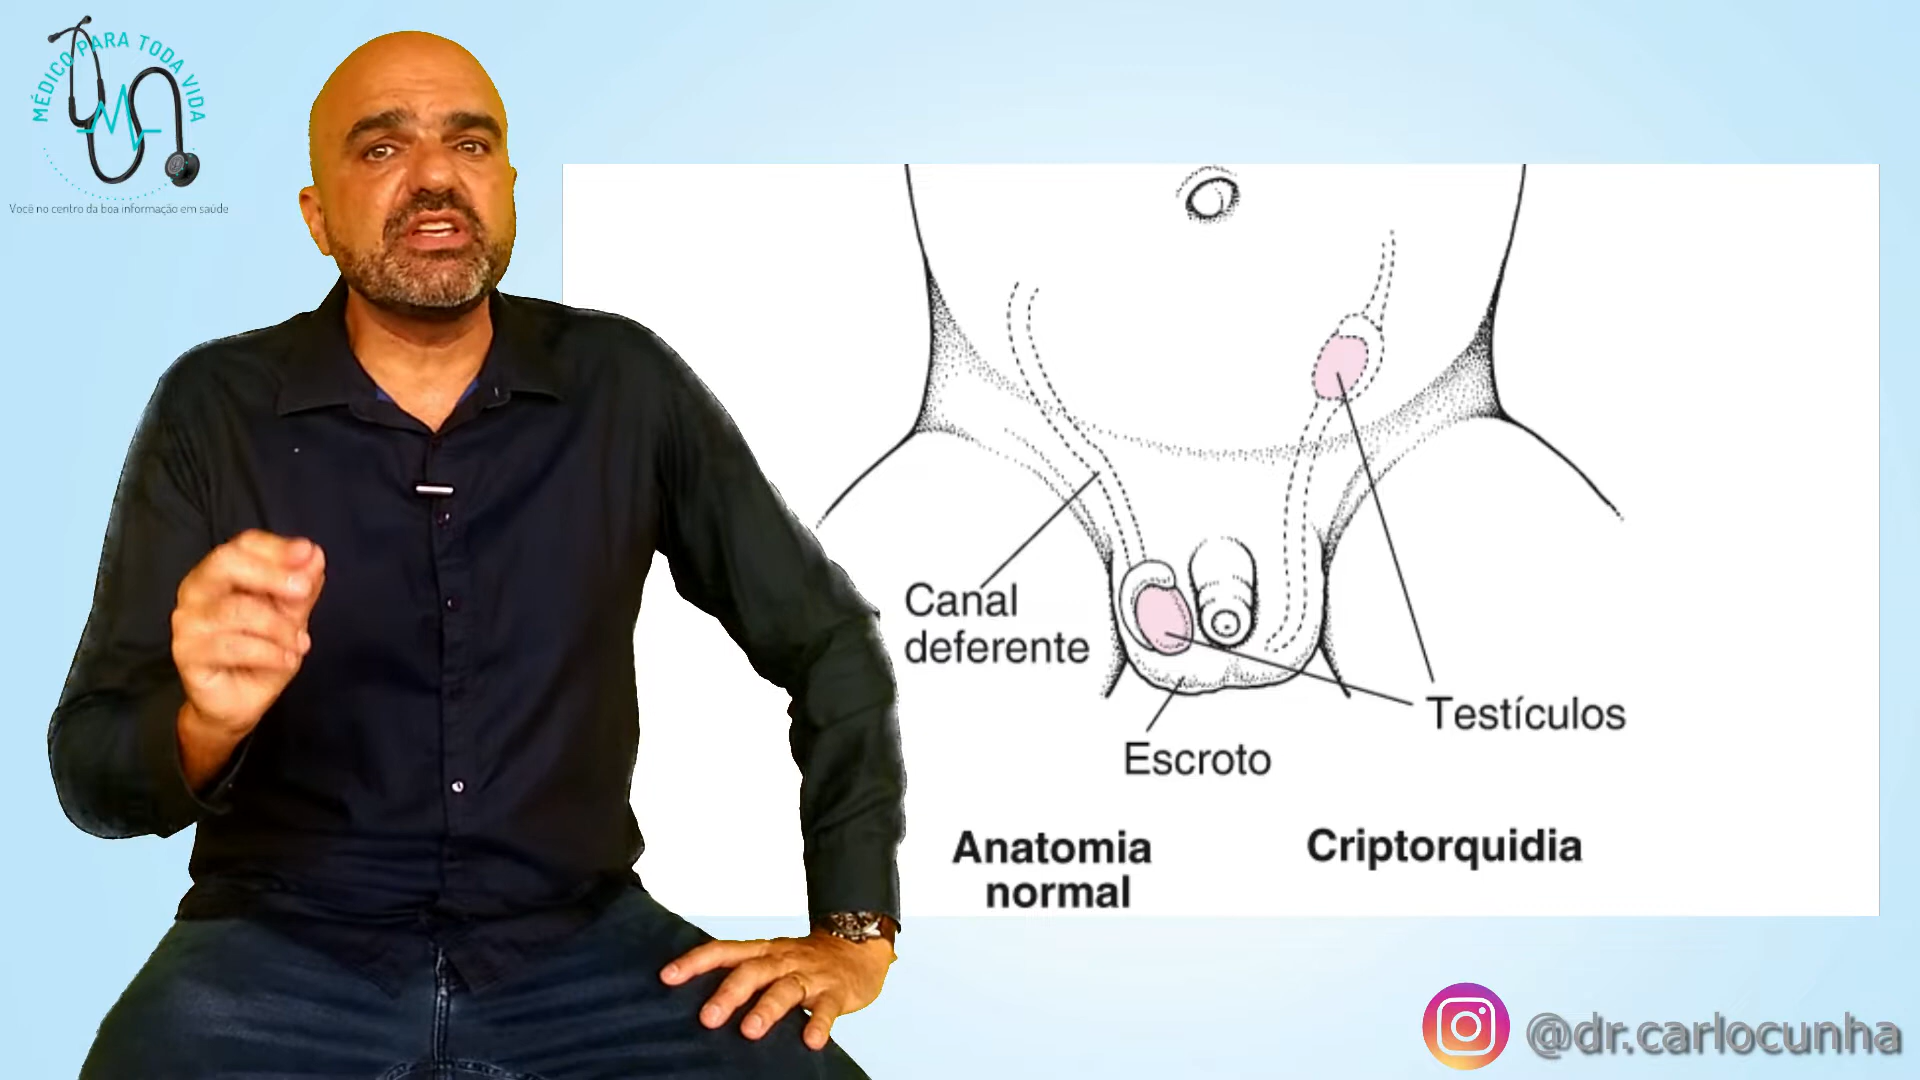 MÉDICO PARA TODA VIDA
Você no centro da boa informação em saúde
Canal
deferente
Testículos
Escroto
Anatomia
normal
Criptorquidia
@dr.carlocunha